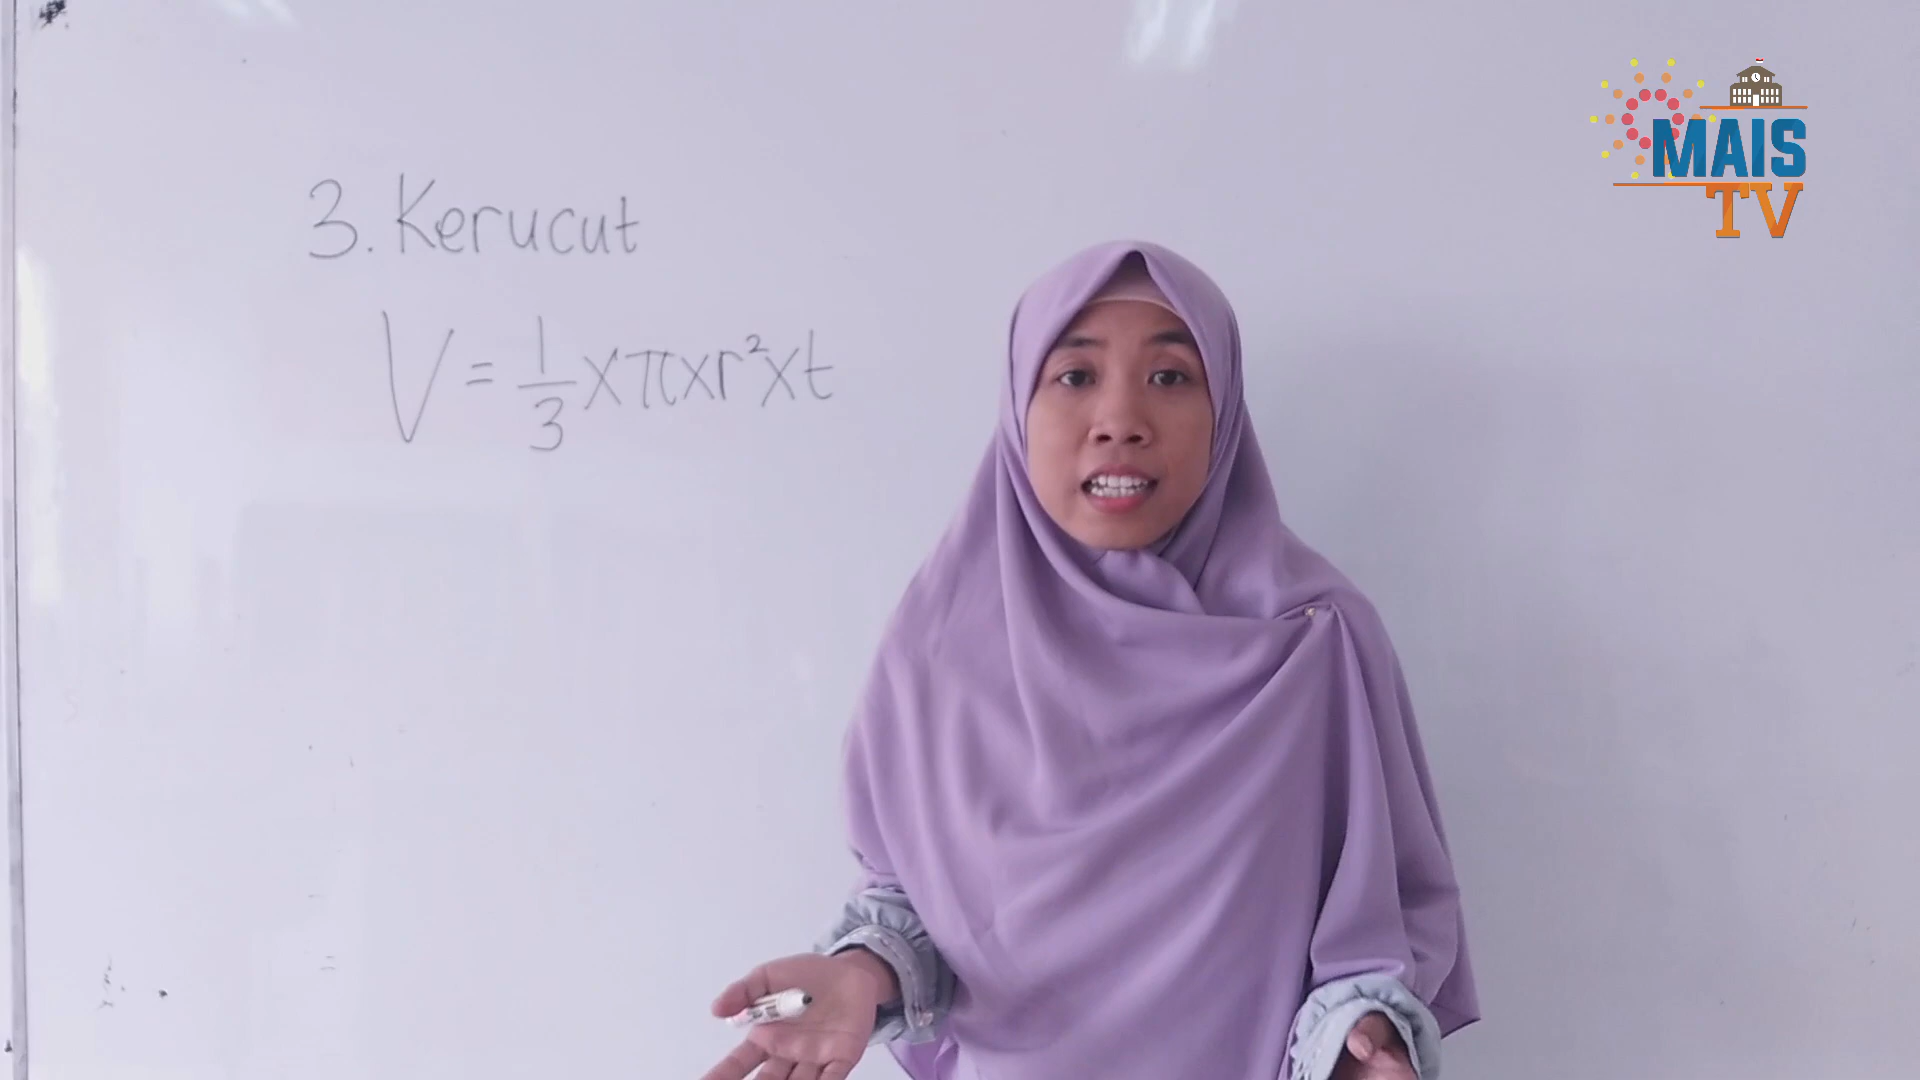 3. Kerucut
V = 1/3 x π x r² x t
MAIS
TV